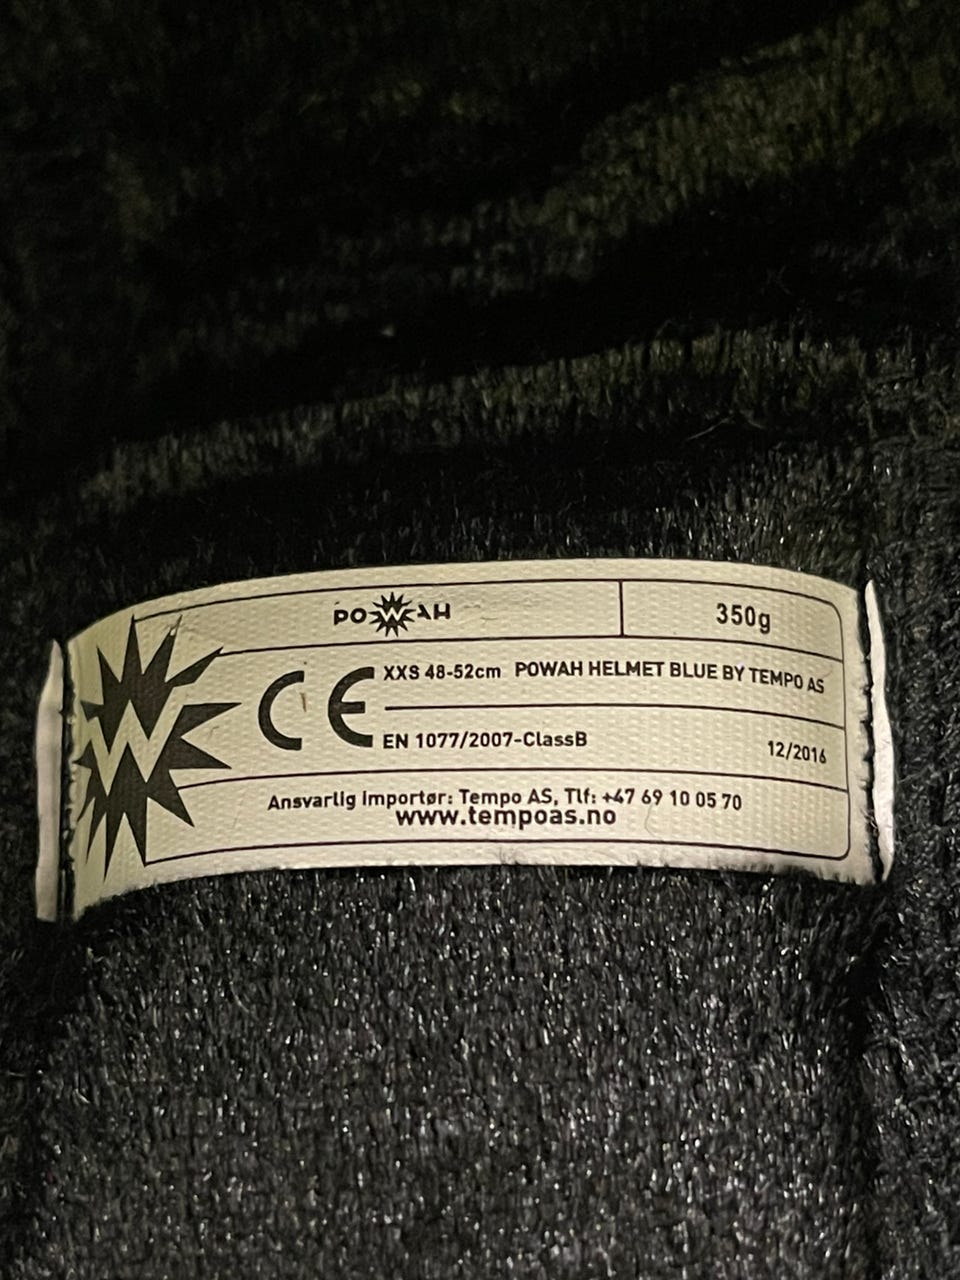 POWAH
350g
CE
XXS 48-52cm POWAH HELMET BLUE BY TEMPO AS
EN 1077/2007-ClassB
12/2016
Ansvarlig Importør: Tempo AS, Tlf: +47 69 10 05 70
www.tempoas.no